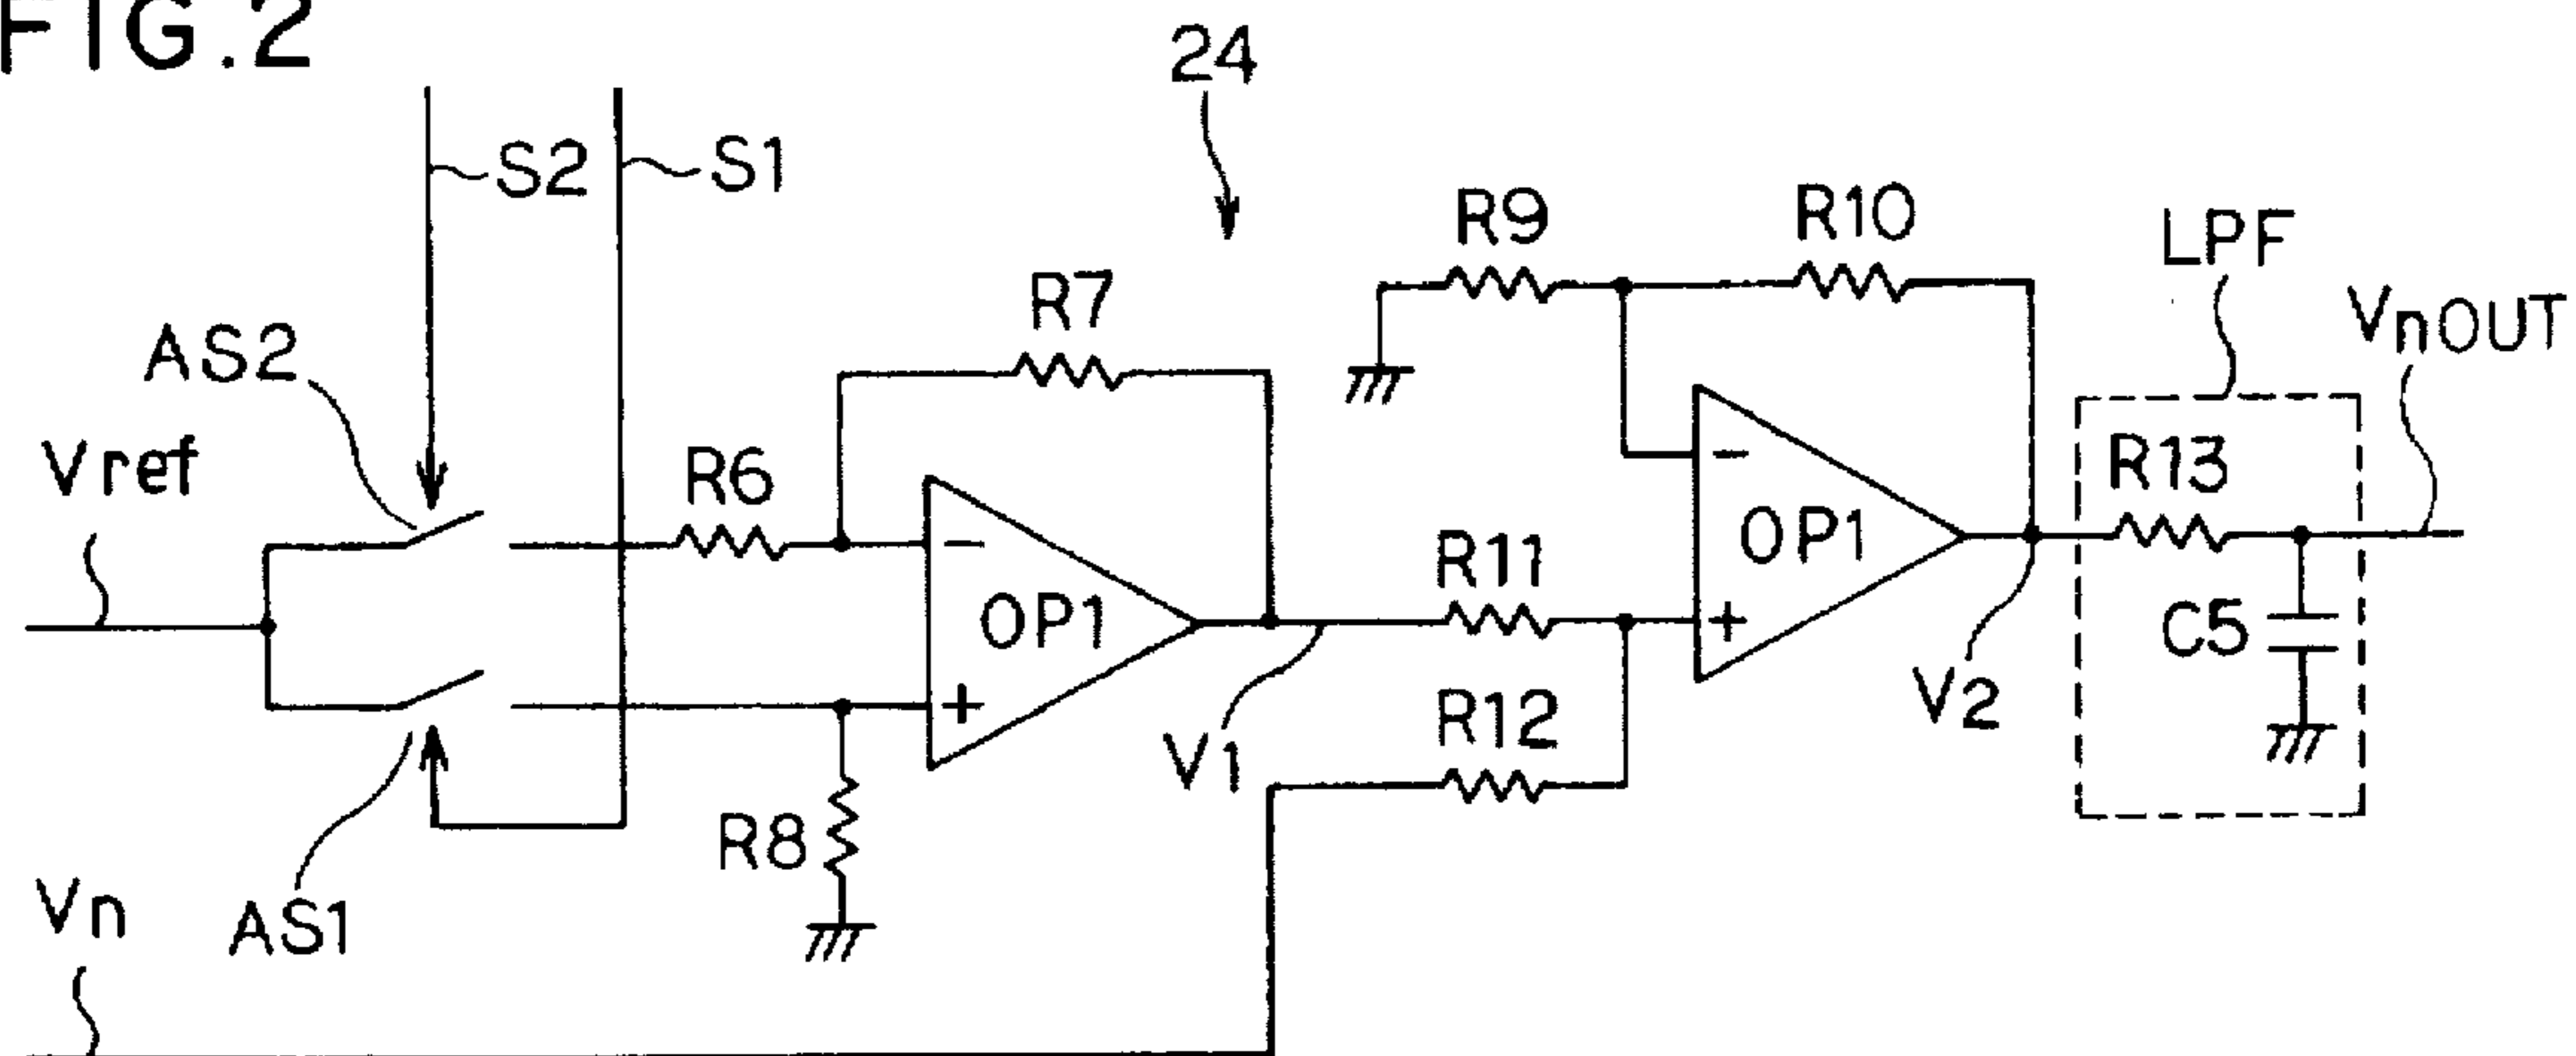 FIG.2
24
S2
S1
R9
R10
LPF
VnOUT
R7
AS2
Vref
R6
R13
OP1
R11
OP1
C5
R12
V1
V2
R8
Vn
AS1
−
+
−
+